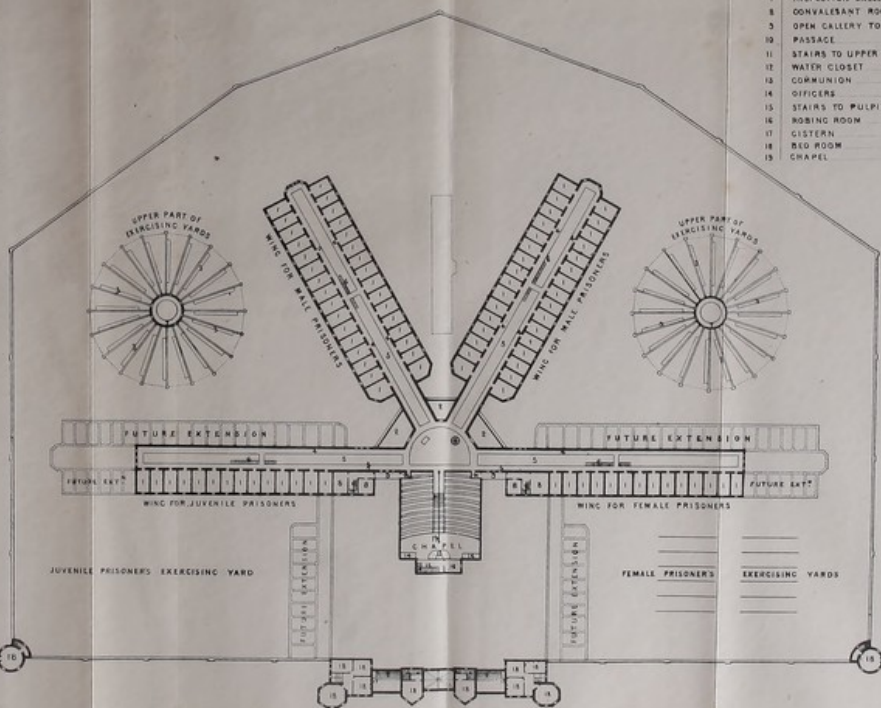 8 CONVALESANT ROO
9 OPEN GALLERY TO
10 PASSAGE
11 STAIRS TO UPPER
12 WATER CLOSET
13 COMMUNION
14 OFFICERS
15 STAIRS TO PULPI
16 ROBING ROOM
17 CISTERN
18 BED ROOM
19 CHAPEL
UPPER PART OF
EXERCISING YARDS
UPPER PART OF
EXERCISING YARDS
WING FOR MALE PRISONERS
WING FOR MALE PRISONERS
FUTURE EXTENSION
FUTURE EXTENSION
FUTURE EXTN
FUTURE EXTN
WING FOR JUVENILE PRISONERS
WING FOR FEMALE PRISONERS
CHAPEL
FUTURE EXTENSION
FUTURE EXTENSION
JUVENILE PRISONER'S EXERCISING YARD
FEMALE PRISONER'S EXERCISING YARDS